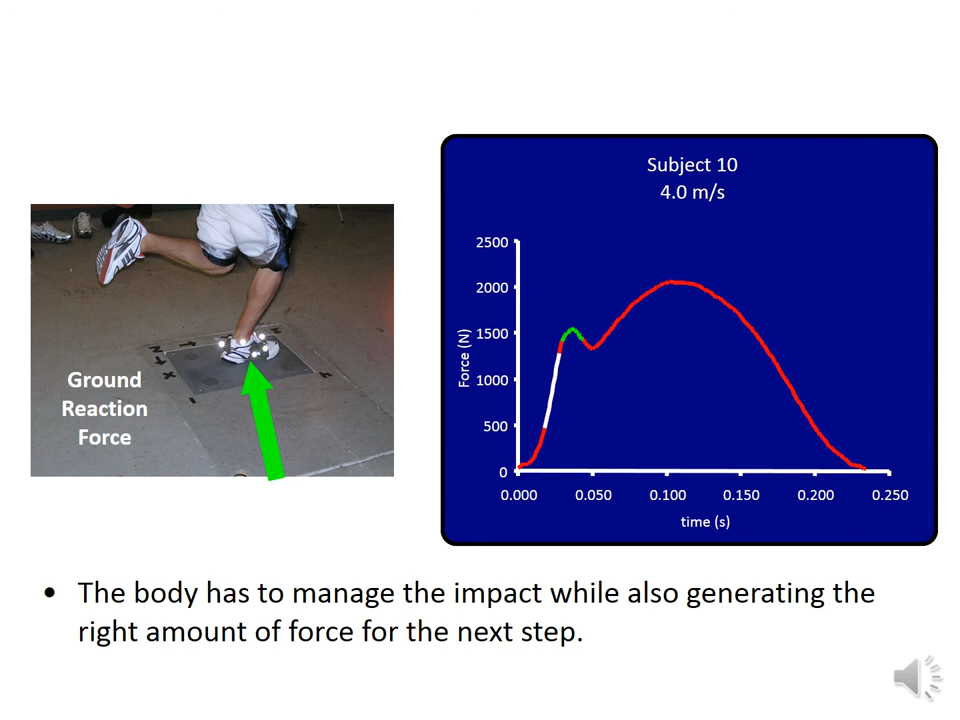 Subject 10
4.0 m/s
2500
2000
1500
1000
500
0
Force (N)
0.000 0.050 0.100 0.150 0.200 0.250
time (s)
Ground
Reaction
Force
• The body has to manage the impact while also generating the
right amount of force for the next step.